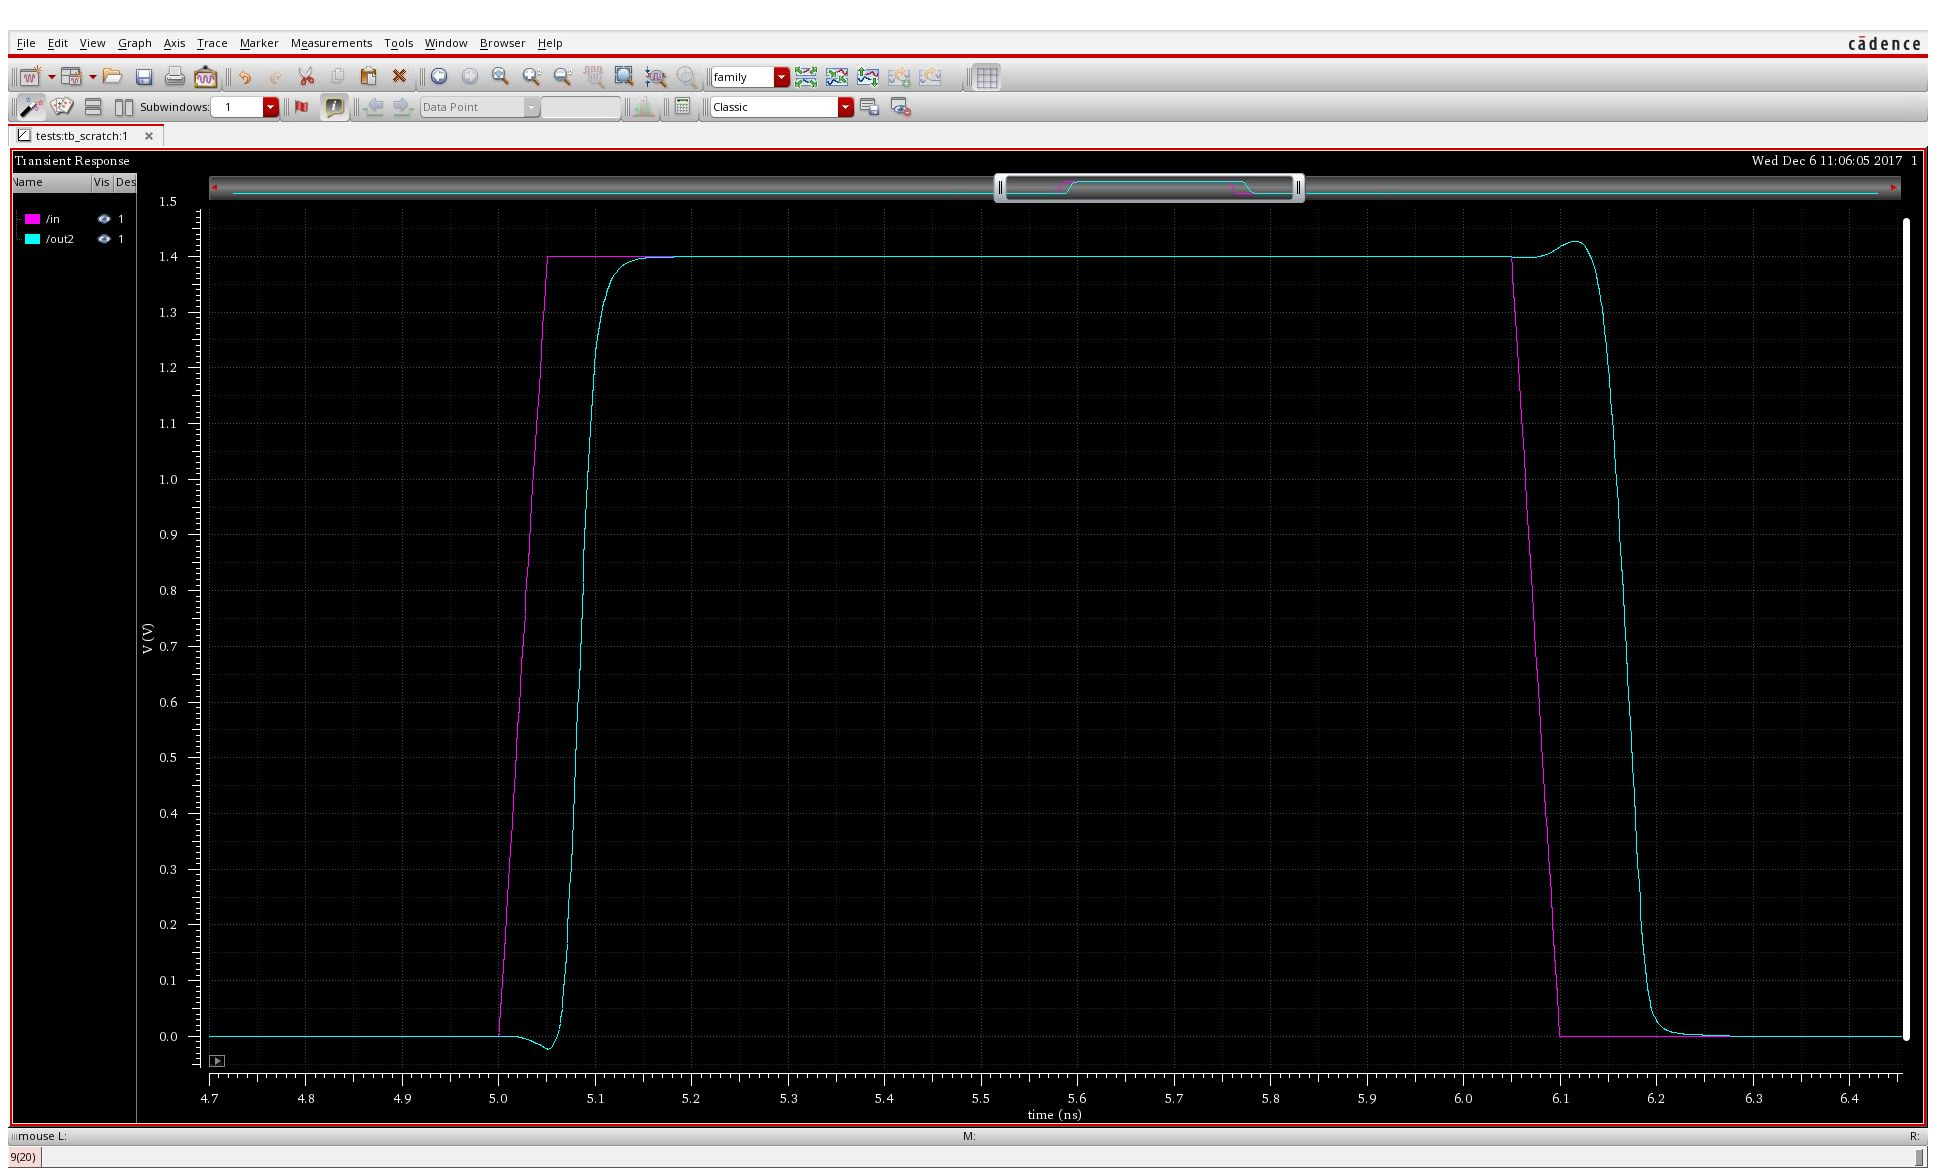 File Edit View Graph Axis Trace Marker Measurements Tools Window Browser Help
cādence
family
Subwindows: 1
Data Point
Classic
tests:tb_scratch:1
Transient Response
Wed Dec 6 11:06:05 2017 1
Name Vis Des
/in 1
/out2 1
1.5
1.4
1.3
1.2
1.1
1.0
0.9
0.8
0.7
0.6
0.5
0.4
0.3
0.2
0.1
0.0
V (V)
4.7 4.8 4.9 5.0 5.1 5.2 5.3 5.4 5.5 5.6 5.7 5.8 5.9 6.0 6.1 6.2 6.3 6.4
time (ns)
mouse L: M: R:
9(20)